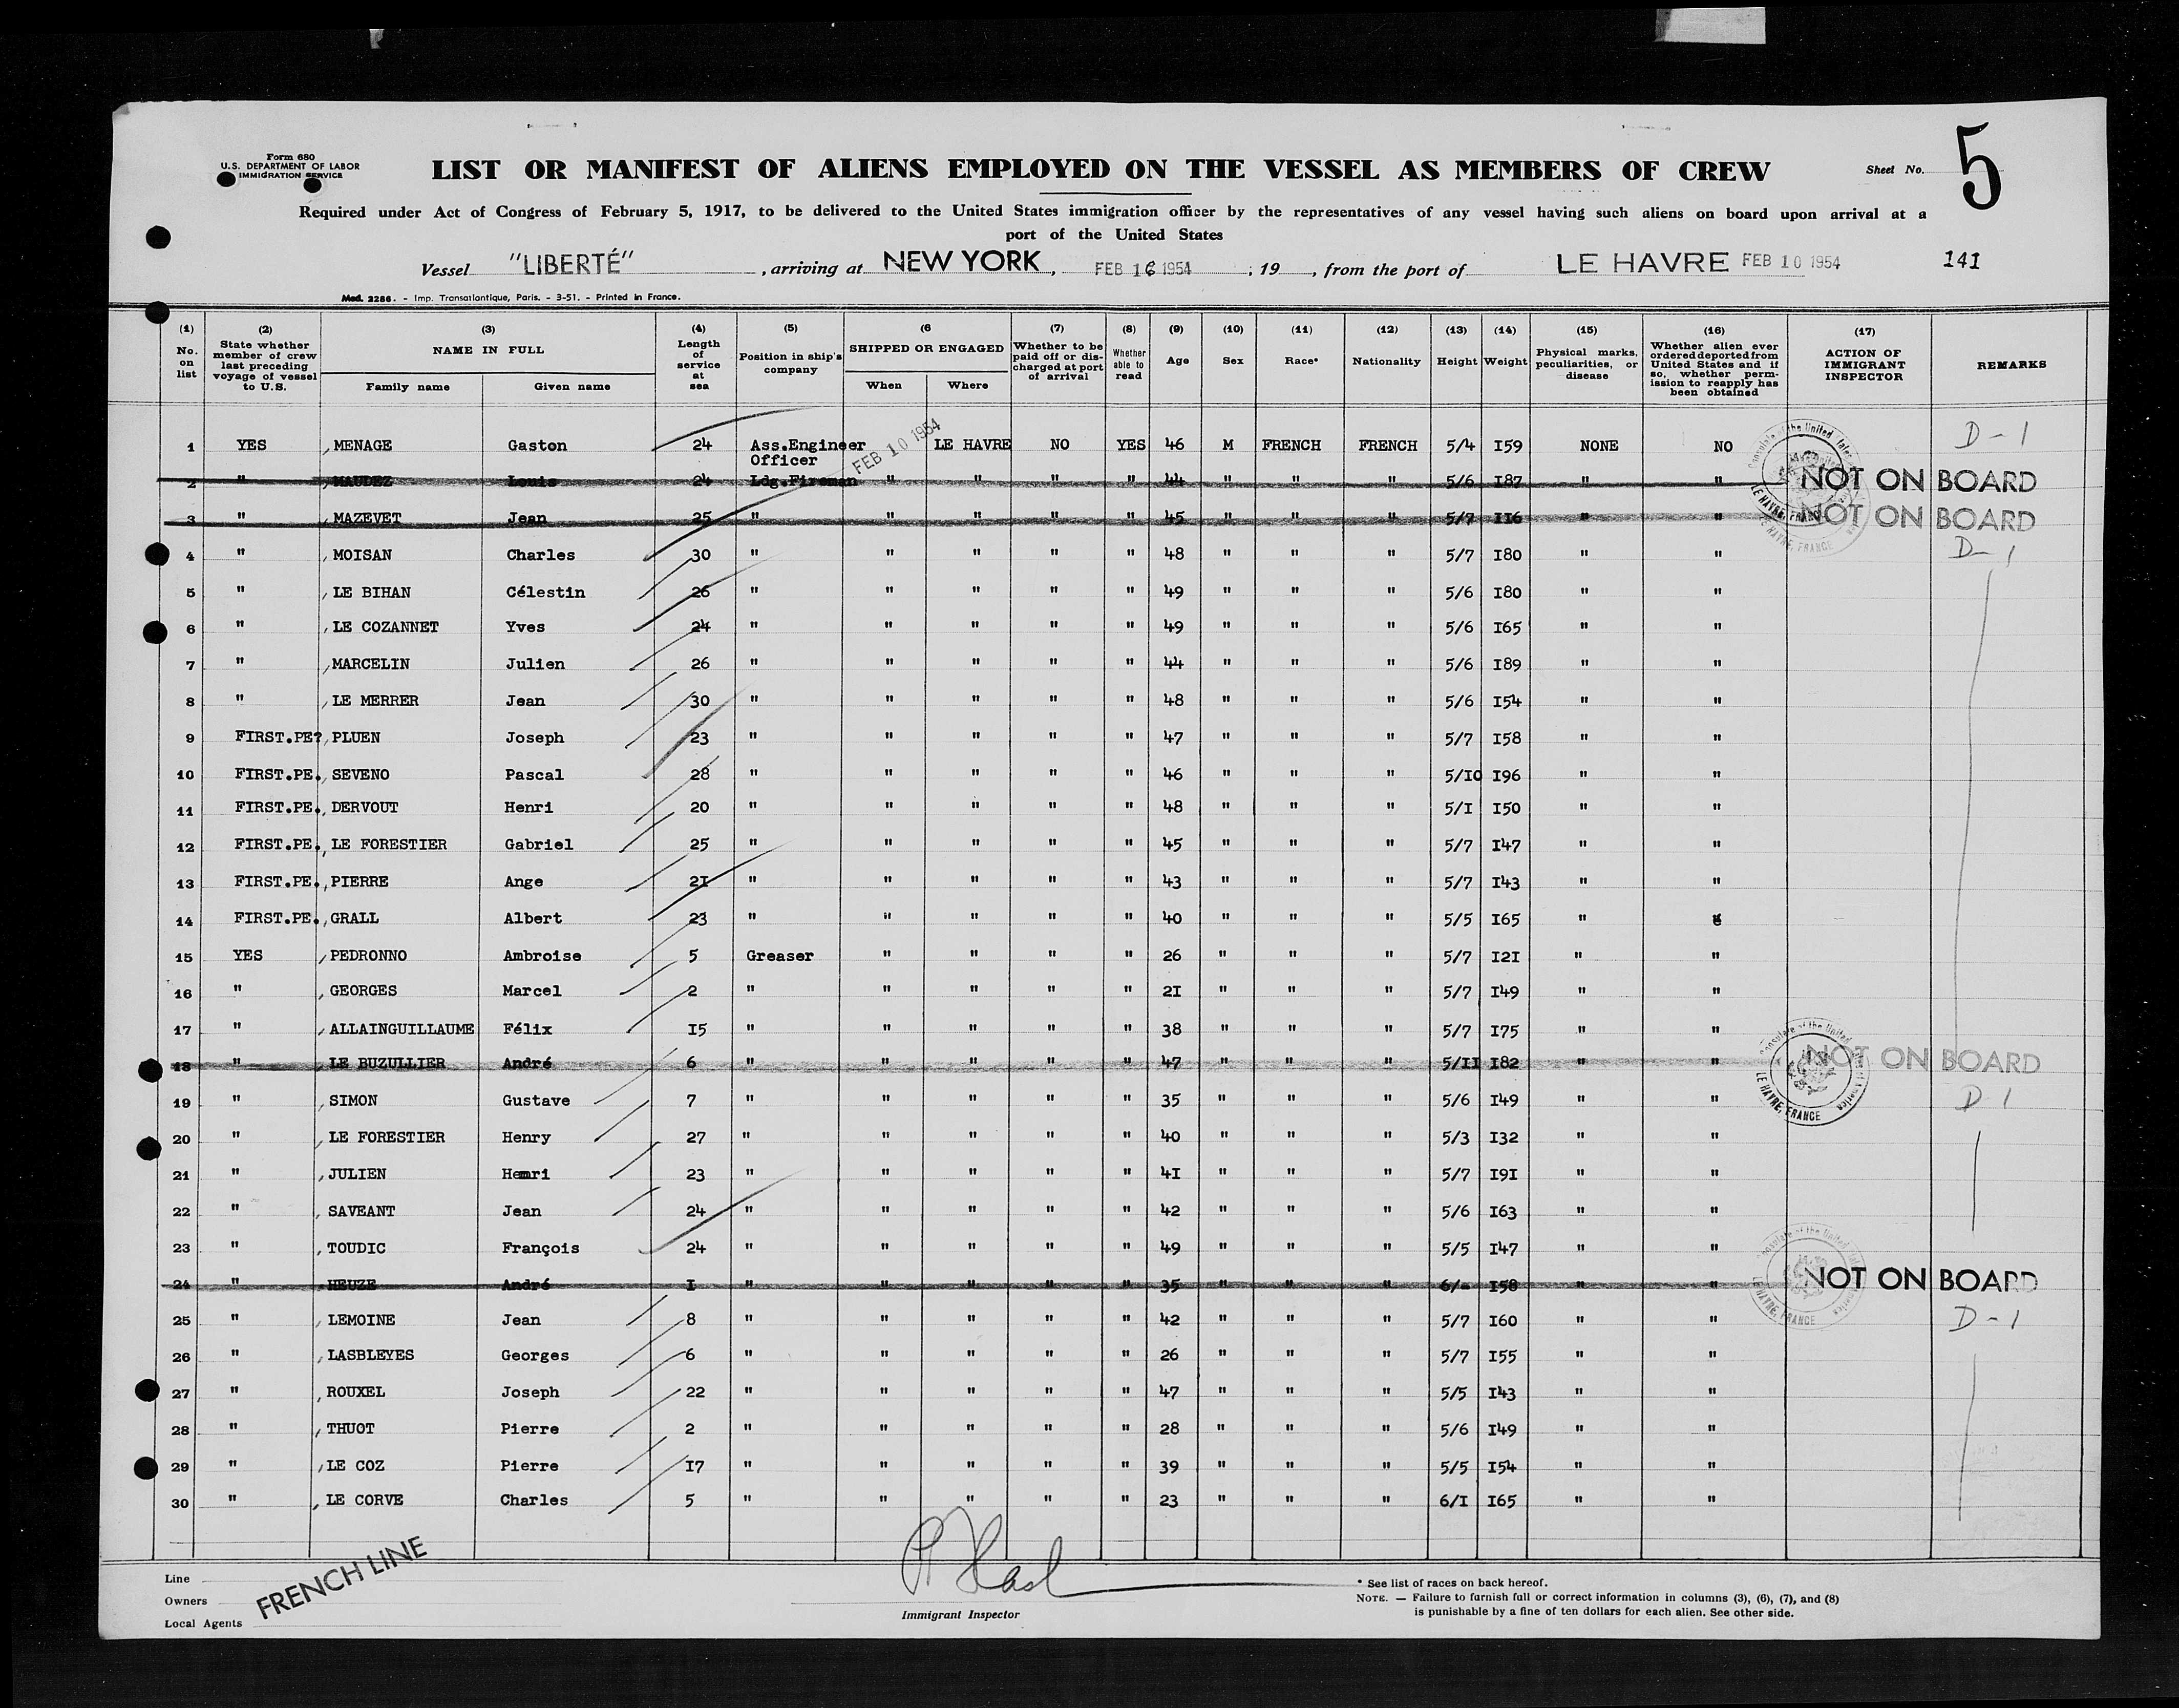 Form 680
U.S. DEPARTMENT OF LABOR
IMMIGRATION SERVICE
LIST OR MANIFEST OF ALIENS EMPLOYED ON THE VESSEL AS MEMBERS OF CREW
Sheet No. 5
Required under Act of Congress of February 5, 1917, to be delivered to the United States immigration officer by the representatives of any vessel having such aliens on board upon arrival at a
port of the United States
Vessel "LIBERTÉ" , arriving at NEW YORK , FEB 16 1954 ; 19 , from the port of LE HAVRE FEB 10 1954 141
Mod. 2286. - Imp. Transatlantique, Paris. - 3-51. - Printed in France.
(1) No. on list
(2) State whether member of crew last preceding voyage of vessel to U.S.
(3) NAME IN FULL Family name Given name
(4) Length of service at sea
(5) Position in ship's company
(6 SHIPPED OR ENGAGED When Where
(7) Whether to be paid off or discharged at port of arrival
(8) Whether able to read
(9) Age
(10) Sex
(11) Race*
(12) Nationality
(13) Height
(14) Weight
(15) Physical marks, peculiarities, or disease
(16) Whether alien ever ordered deported from United States and if so, whether permission to reapply has been obtained
(17) ACTION OF IMMIGRANT INSPECTOR
REMARKS
1 YES MENAGE Gaston 24 Ass.Engineer Officer FEB 10 1954 LE HAVRE NO YES 46 M FRENCH FRENCH 5/4 I59 NONE NO D-1
2 " MAUDEZ Louis 24 Ldg.Fireman " " " " 44 " " " 5/6 I87 " " NOT ON BOARD
3 " MAZEVET Jean 25 " " " " " 45 " " " 5/7 II6 " " NOT ON BOARD
4 " MOISAN Charles 30 " " " " " 48 " " " 5/7 I80 " " D-1
5 " LE BIHAN Célestin 26 " " " " " 49 " " " 5/6 I80 " "
6 " LE COZANNET Yves 24 " " " " " 49 " " " 5/6 I65 " "
7 " MARCELIN Julien 26 " " " " " 44 " " " 5/6 I89 " "
8 " LE MERRER Jean 30 " " " " " 48 " " " 5/6 I54 " "
9 FIRST.PE? PLUEN Joseph 23 " " " " " 47 " " " 5/7 I58 " "
10 FIRST.PE. SEVENO Pascal 28 " " " " " 46 " " " 5/IO I96 " "
11 FIRST.PE. DERVOUT Henri 20 " " " " " 48 " " " 5/I I50 " "
12 FIRST.PE. LE FORESTIER Gabriel 25 " " " " " 45 " " " 5/7 I47 " "
13 FIRST.PE. PIERRE Ange 2I " " " " " 43 " " " 5/7 I43 " "
14 FIRST.PE. GRALL Albert 23 " " " " " 40 " " " 5/5 I65 "
15 YES PEDRONNO Ambroise 5 Greaser " " " " 26 " " " 5/7 I2I " "
16 " GEORGES Marcel 2 " " " " " 2I " " " 5/7 I49 " "
17 " ALLAINGUILLAUME Félix I5 " " " " " 38 " " " 5/7 I75 " "
18 " LE BUZULLIER André 6 " " " " " 47 " " " 5/II I82 " " NOT ON BOARD
19 " SIMON Gustave 7 " " " " " 35 " " " 5/6 I49 " " D 1
20 " LE FORESTIER Henry 27 " " " " " 40 " " " 5/3 I32 " "
21 " JULIEN Henri 23 " " " " " 4I " " " 5/7 I9I " "
22 " SAVEANT Jean 24 " " " " " 42 " " " 5/6 I63 " "
23 " TOUDIC François 24 " " " " " 49 " " " 5/5 I47 " "
24 " HEUZE André I " " " " " 35 " " " 6/- I58 " " NOT ON BOARD
25 " LEMOINE Jean 8 " " " " " 42 " " " 5/7 I60 " " D-1
26 " LASBLEYES Georges 6 " " " " " 26 " " " 5/7 I55 " "
27 " ROUXEL Joseph 22 " " " " " 47 " " " 5/5 I43 " "
28 " THUOT Pierre 2 " " " " " 28 " " " 5/6 I49 " "
29 " LE COZ Pierre I7 " " " " " 39 " " " 5/5 I54 " "
30 " LE CORVE Charles 5 " " " " " 23 " " " 6/I I65 " "
LE HAVRE, FRANCE
LE HAVRE, FRANCE
Consulate of the United States of America LE HAVRE, FRANCE
LE HAVRE, FRANCE
Line
Owners
Local Agents
FRENCH LINE
Immigrant Inspector
* See list of races on back hereof.
NOTE. — Failure to furnish full or correct information in columns (3), (6), (7), and (8)
is punishable by a fine of ten dollars for each alien. See other side.